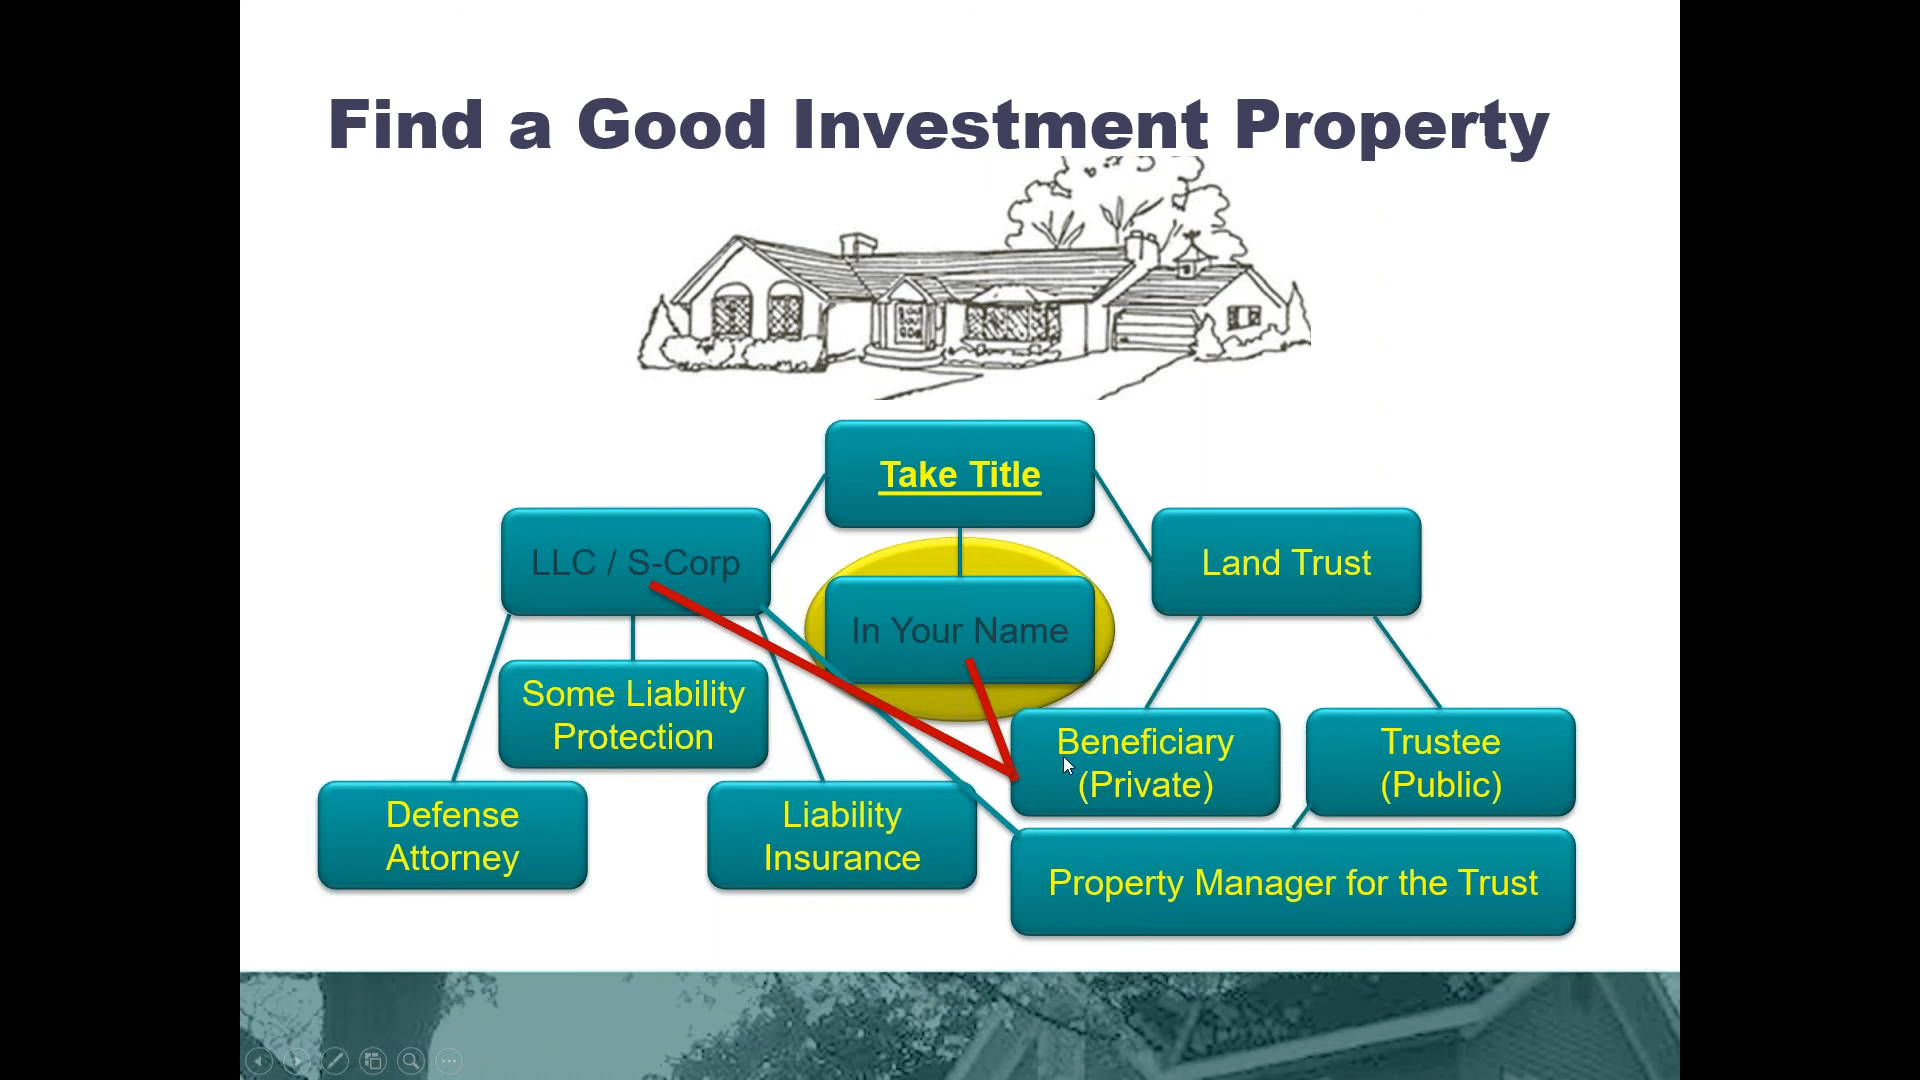 Find a Good Investment Property
Take Title
LLC / S-Corp
In Your Name
Land Trust
Some Liability
Protection
Defense
Attorney
Liability
Insurance
Beneficiary
(Private)
Trustee
(Public)
Property Manager for the Trust